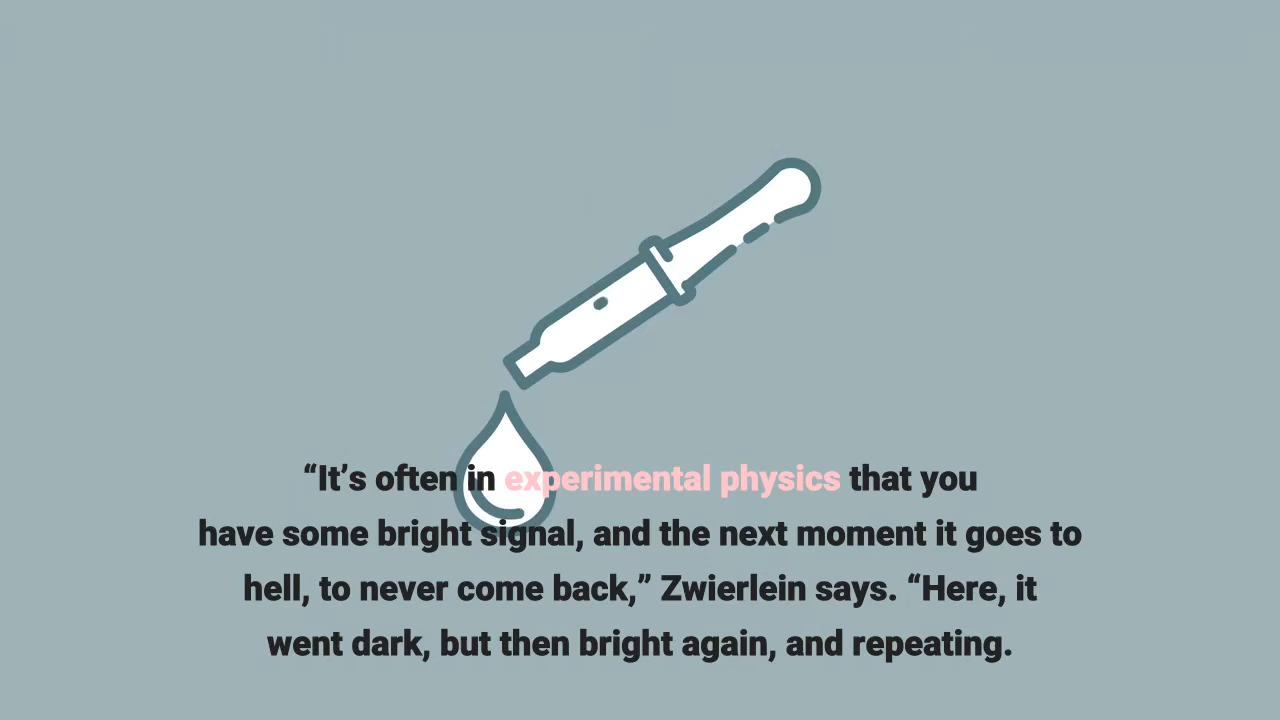 “It’s often in experimental physics that you
have some bright signal, and the next moment it goes to
hell, to never come back,” Zwierlein says. “Here, it
went dark, but then bright again, and repeating.